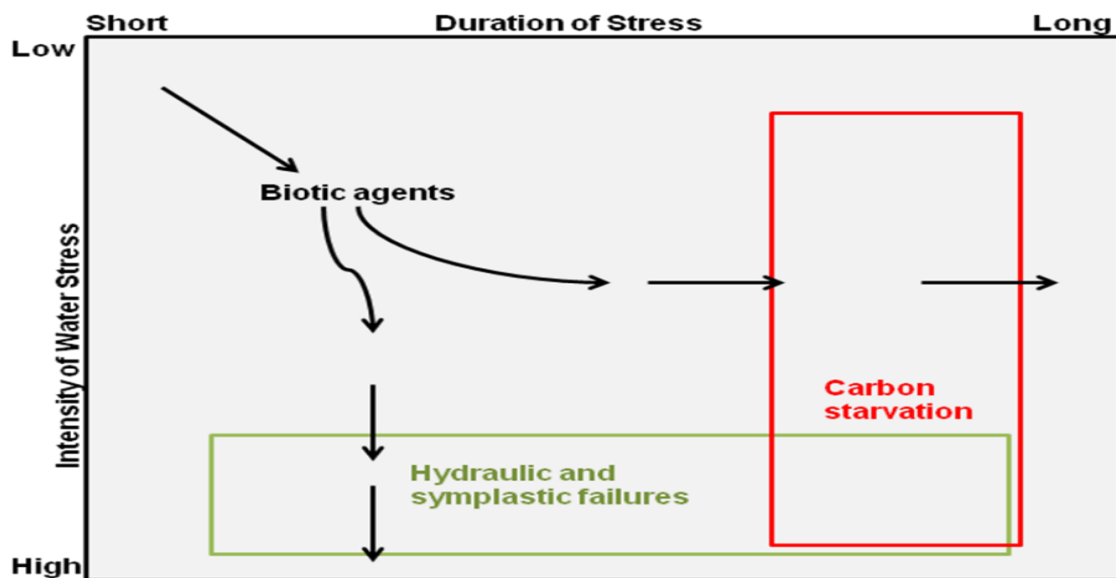 Short Duration of Stress Long
Low
Biotic agents
Intensity of Water Stress
Carbon
starvation
Hydraulic and
symplastic failures
High